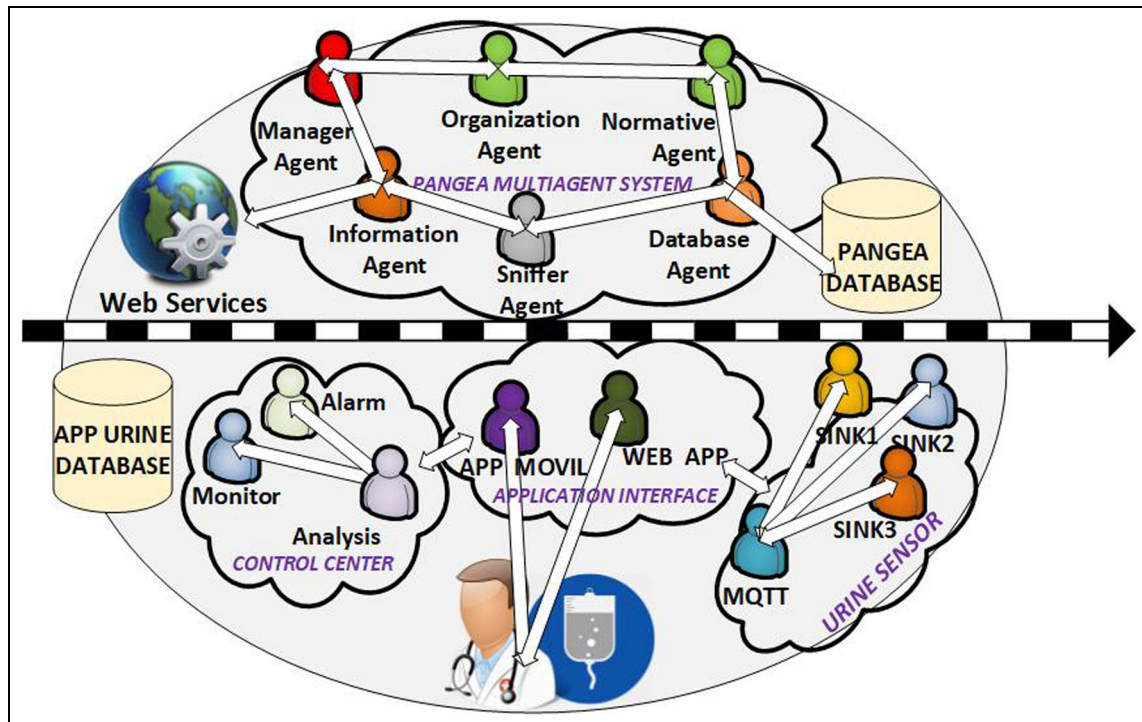 Manager
Agent
Organization
Agent
Normative
Agent
PANGEA MULTIAGENT SYSTEM
Information
Agent
Sniffer
Agent
Database
Agent
Web Services
PANGEA
DATABASE
APP URINE
DATABASE
Alarm
Monitor
Analysis
CONTROL CENTER
APP MOVIL
WEB APP
APPLICATION INTERFACE
SINK1
SINK2
SINK3
MQTT
URINE SENSOR